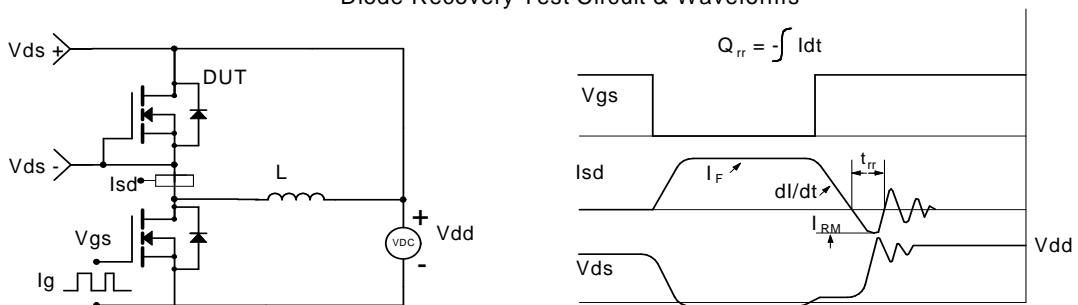 Diode Recovery Test Circuit & Waveforms
Vds +
DUT
Vds -
Isd
L
Vgs
Ig
VDC
+
-
Vdd
Q rr = -∫ Idt
Vgs
Isd
I F
dI/dt
t rr
I RM
Vds
Vdd